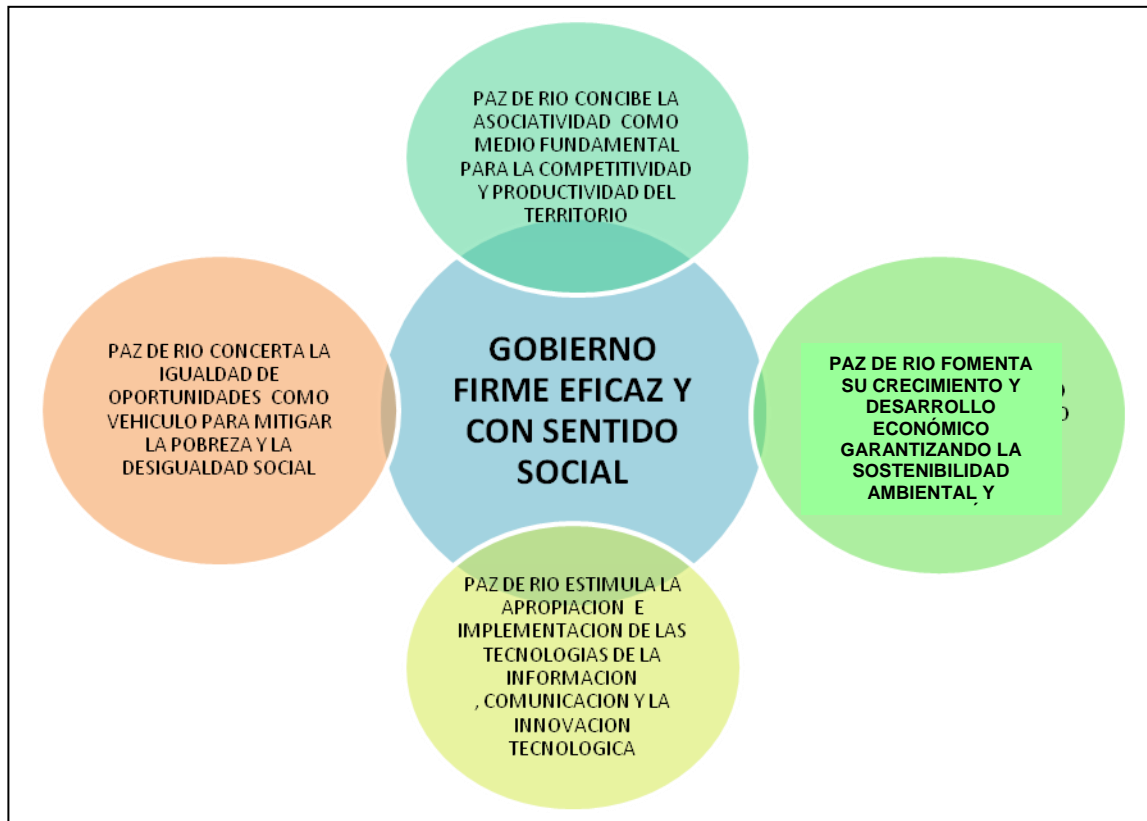 PAZ DE RIO CONCIBE LA
ASOCIATIVIDAD COMO
MEDIO FUNDAMENTAL
PARA LA COMPETITIVIDAD
Y PRODUCTIVIDAD DEL
TERRITORIO
PAZ DE RIO CONCERTA LA
IGUALDAD DE
OPORTUNIDADES COMO
VEHICULO PARA MITIGAR
LA POBREZA Y LA
DESIGUALDAD SOCIAL
GOBIERNO
FIRME EFICAZ Y
CON SENTIDO
SOCIAL
PAZ DE RIO FOMENTA
SU CRECIMIENTO Y
DESARROLLO
ECONÓMICO
GARANTIZANDO LA
SOSTENIBILIDAD
AMBIENTAL Y
PAZ DE RIO ESTIMULA LA
APROPIACION E
IMPLEMENTACION DE LAS
TECNOLOGIAS DE LA
INFORMACION
, COMUNICACION Y LA
INNOVACION
TECNOLOGICA